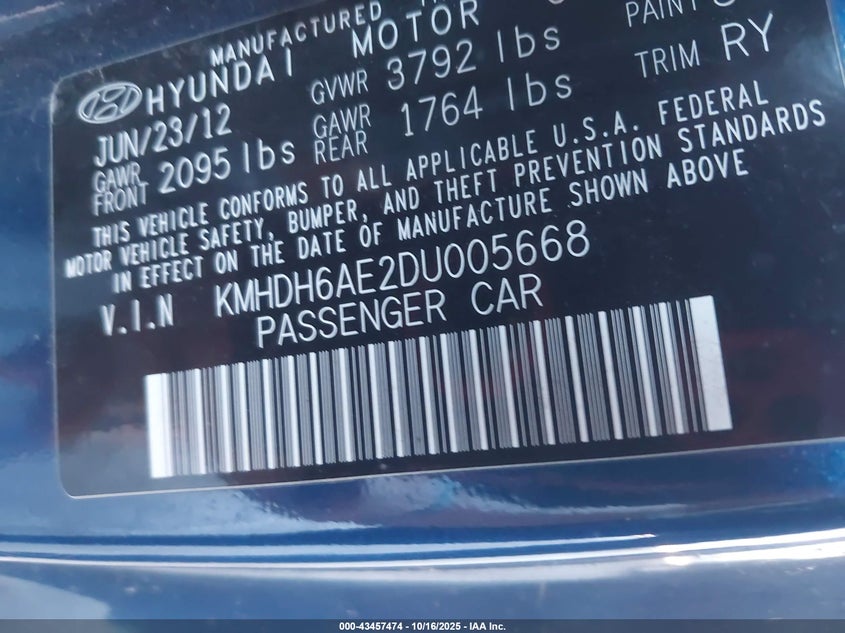 MANUFACTURED
HYUNDAI MOTOR
JUN/23/12 GVWR 3792 lbs PAINT
GAWR FRONT 2095 lbs GAWR REAR 1764 lbs TRIM RY
THIS VEHICLE CONFORMS TO ALL APPLICABLE U.S.A. FEDERAL
MOTOR VEHICLE SAFETY, BUMPER, AND THEFT PREVENTION STANDARDS
IN EFFECT ON THE DATE OF MANUFACTURE SHOWN ABOVE
V.I.N KMHDH6AE2DU005668
PASSENGER CAR
000-43457474 | 10/16/2025 - IAA Inc.